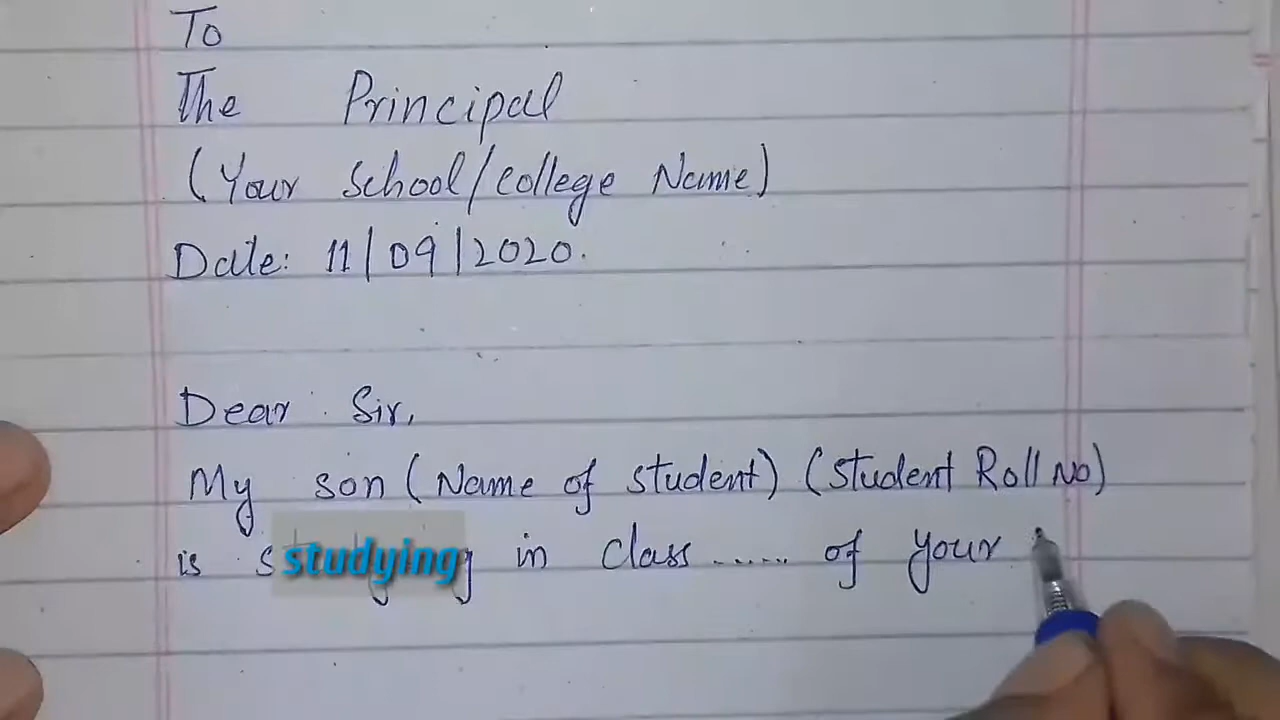 To
The Principal
(Your School/College Name)
Date: 11/09/2020.
Dear Sir,
My son (Name of student) (Student Roll No)
is studying in class ...... of your